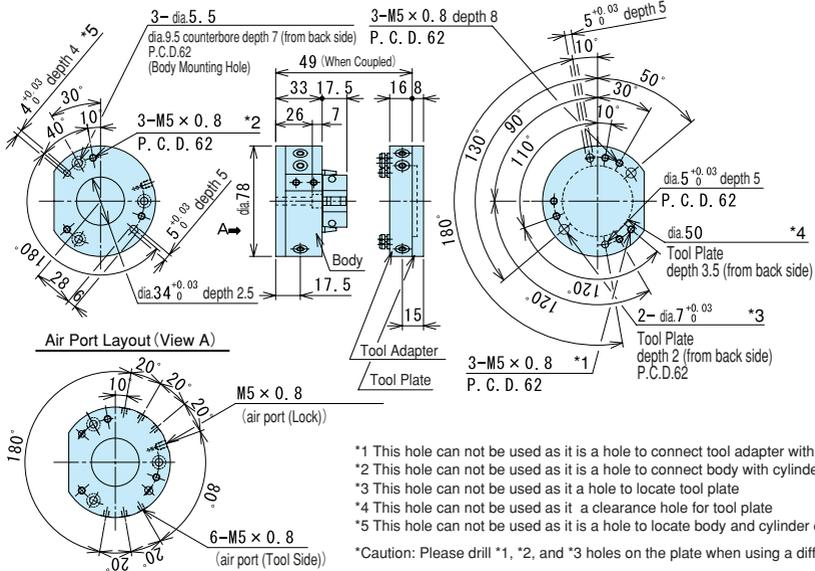 3- dia.5.5
dia.9.5 counterbore depth 7 (from back side)
P.C.D.62
(Body Mounting Hole)
4 +0.03 0 depth 4 *5
30°
40°
10°
3-M5×0.8 *2
P.C.D.62
5 +0.03 0 depth 5
180°
82
6
dia.34 +0.03 0 depth 2.5
49 (When Coupled)
33
17.5
16
8
26
7
dia.78
A
Body
17.5
15
Tool Adapter
Tool Plate
3-M5×0.8 depth 8
P.C.D.62
5 +0.03 0 depth 5
10°
50°
30°
10°
90°
130°
110°
180°
120°
120°
dia.5 +0.03 0 depth 5
P.C.D.62
dia.50 *4
Tool Plate
depth 3.5 (from back side)
2- dia.7 +0.03 0 *3
Tool Plate
depth 2 (from back side)
P.C.D.62
3-M5×0.8 *1
P.C.D.62
Air Port Layout (View A)
20°
20°
20°
10°
M5×0.8
(air port (Lock))
180°
80°
20°
20°
6-M5×0.8
(air port (Tool Side))
*1 This hole can not be used as it is a hole to connect tool adapter with
*2 This hole can not be used as it is a hole to connect body with cylinde
*3 This hole can not be used as it a hole to locate tool plate
*4 This hole can not be used as it a clearance hole for tool plate
*5 This hole can not be used as it is a hole to locate body and cylinder
*Caution: Please drill *1, *2, and *3 holes on the plate when using a diff